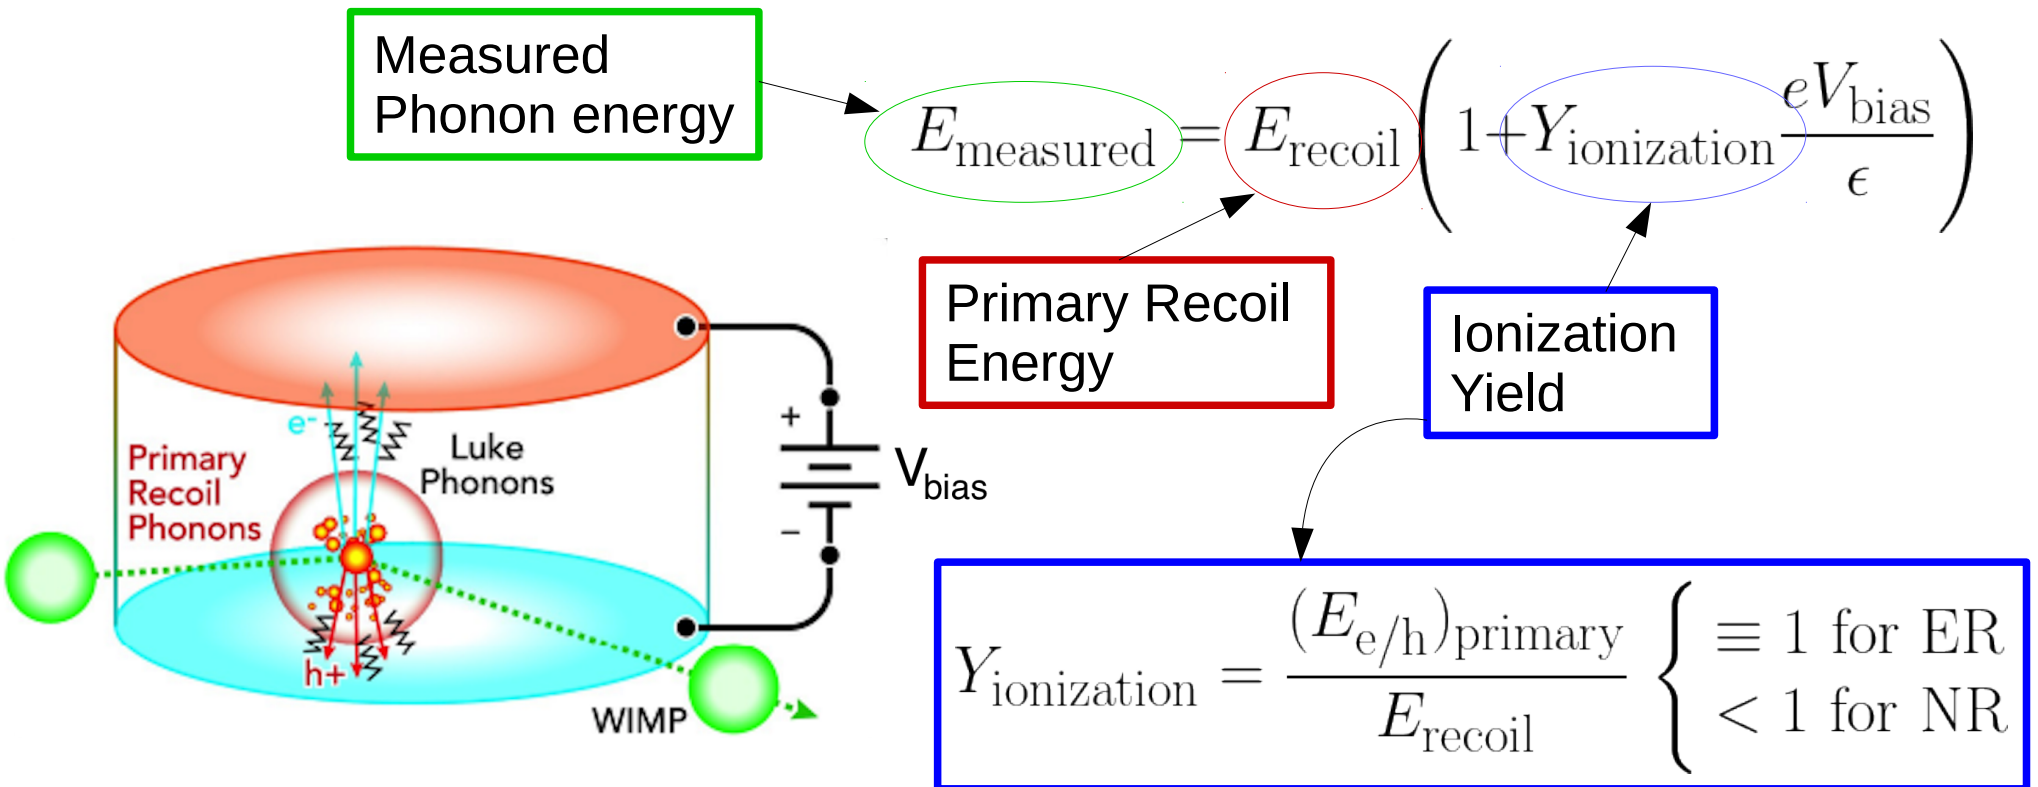 Measured
Phonon energy
E_measured = E_recoil ( 1+Y_ionization eV_bias / ϵ )
Primary Recoil
Energy
Ionization
Yield
e-
Primary
Recoil
Phonons
Luke
Phonons
+
V_bias
−
h+
WIMP
Y_ionization = (E_e/h)_primary / E_recoil { ≡ 1 for ER
< 1 for NR